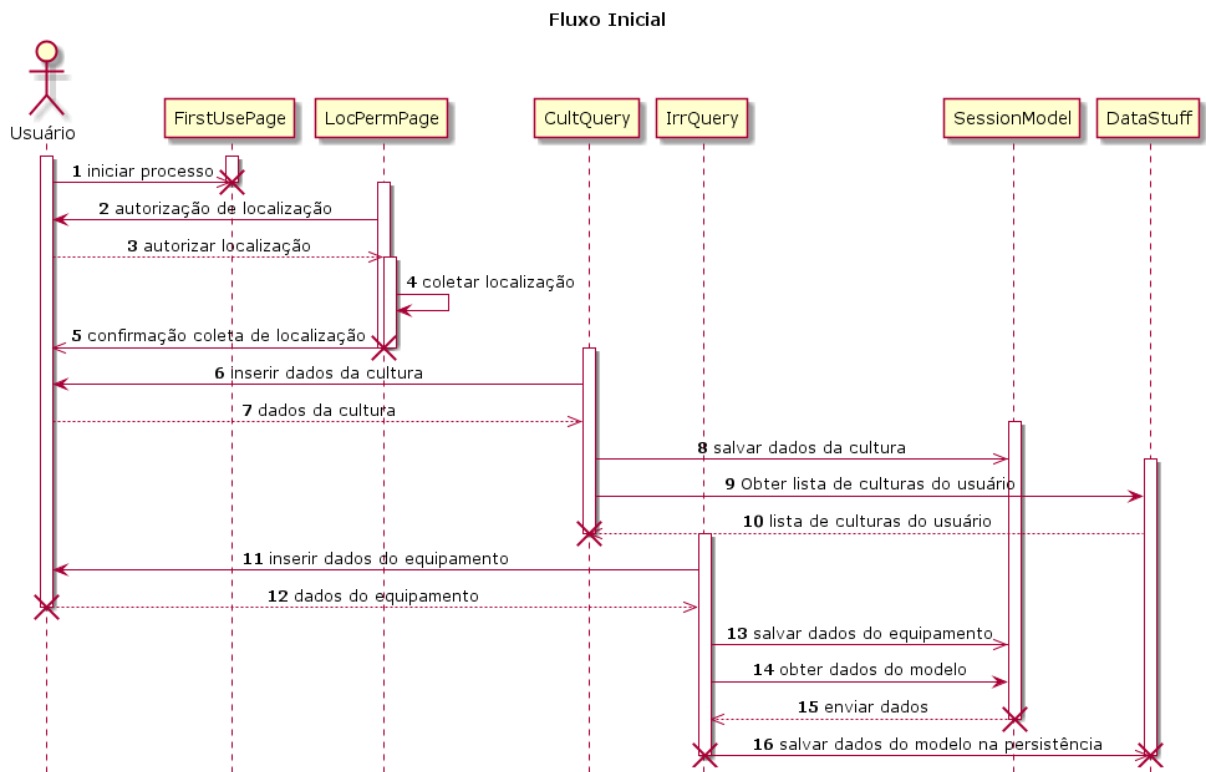 Fluxo Inicial
Usuário
FirstUsePage
LocPermPage
CultQuery
IrrQuery
SessionModel
DataStuff
1 iniciar processo
2 autorização de localização
3 autorizar localização
4 coletar localização
5 confirmação coleta de localização
6 inserir dados da cultura
7 dados da cultura
8 salvar dados da cultura
9 Obter lista de culturas do usuário
10 lista de culturas do usuário
11 inserir dados do equipamento
12 dados do equipamento
13 salvar dados do equipamento
14 obter dados do modelo
15 enviar dados
16 salvar dados do modelo na persistência